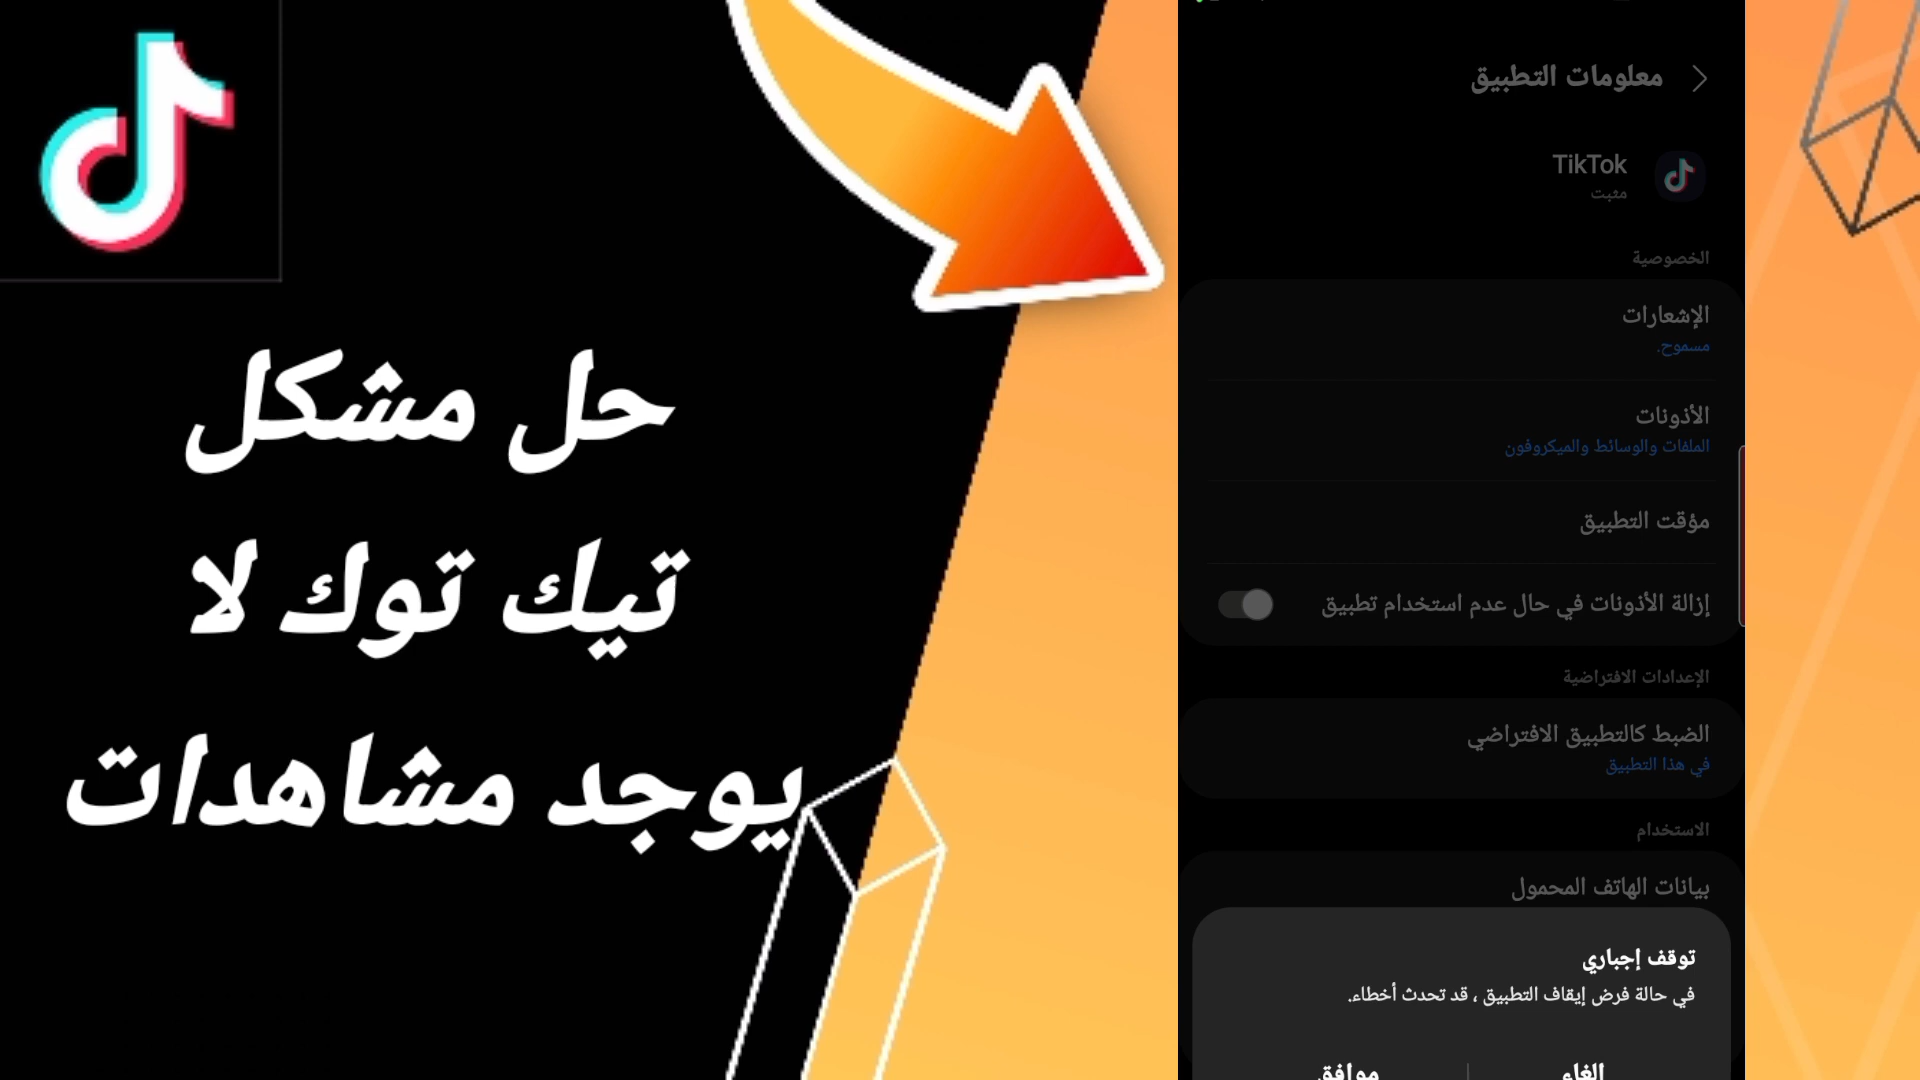 حل مشكل
تيك توك لا
يوجد مشاهدات
معلومات التطبيق
TikTok
مثبت
الخصوصية
الإشعارات
مسموح.
الأذونات
الملفات والوسائط والميكروفون
مؤقت التطبيق
إزالة الأذونات في حال عدم استخدام تطبيق
الإعدادات الافتراضية
الضبط كالتطبيق الافتراضي
في هذا التطبيق
الاستخدام
بيانات الهاتف المحمول
توقف إجباري
في حالة فرض إيقاف التطبيق ، قد تحدث أخطاء.
إلغاء
موافق